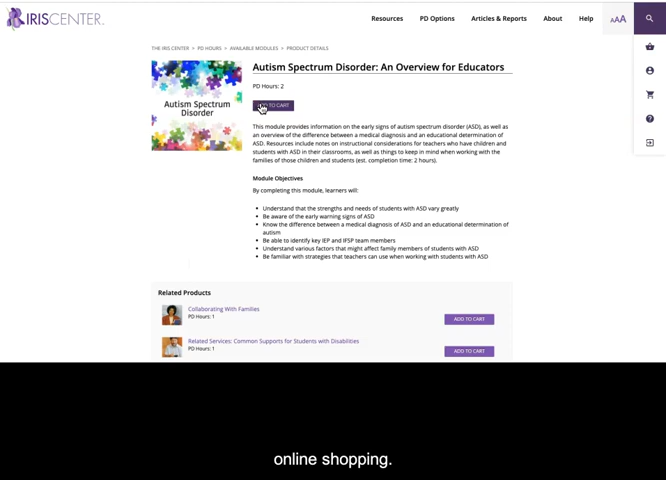 IRISCENTER.
Resources PD Options Articles & Reports About Help AAA
THE IRIS CENTER > PD HOURS > AVAILABLE MODULES > PRODUCT DETAILS
Autism Spectrum
Disorder
Autism Spectrum Disorder: An Overview for Educators
PD Hours: 2
TO CART
This module provides information on the early signs of autism spectrum disorder (ASD), as well as
an overview of the difference between a medical diagnosis and an educational determination of
ASD. Resources include notes on instructional considerations for teachers who have children and
students with ASD in their classrooms, as well as things to keep in mind when working with the
families of those children and students (est. completion time: 2 hours).
Module Objectives
By completing this module, learners will:
Understand that the strengths and needs of students with ASD vary greatly
Be aware of the early warning signs of ASD
Know the difference between a medical diagnosis of ASD and an educational determination of
autism
Be able to identify key IEP and IFSP team members
Understand various factors that might affect family members of students with ASD
Be familiar with strategies that teachers can use when working with students with ASD
Related Products
Collaborating With Families
PD Hours: 1
ADD TO CART
Related Services: Common Supports for Students with Disabilities
PD Hours: 1
ADD TO CART
online shopping.